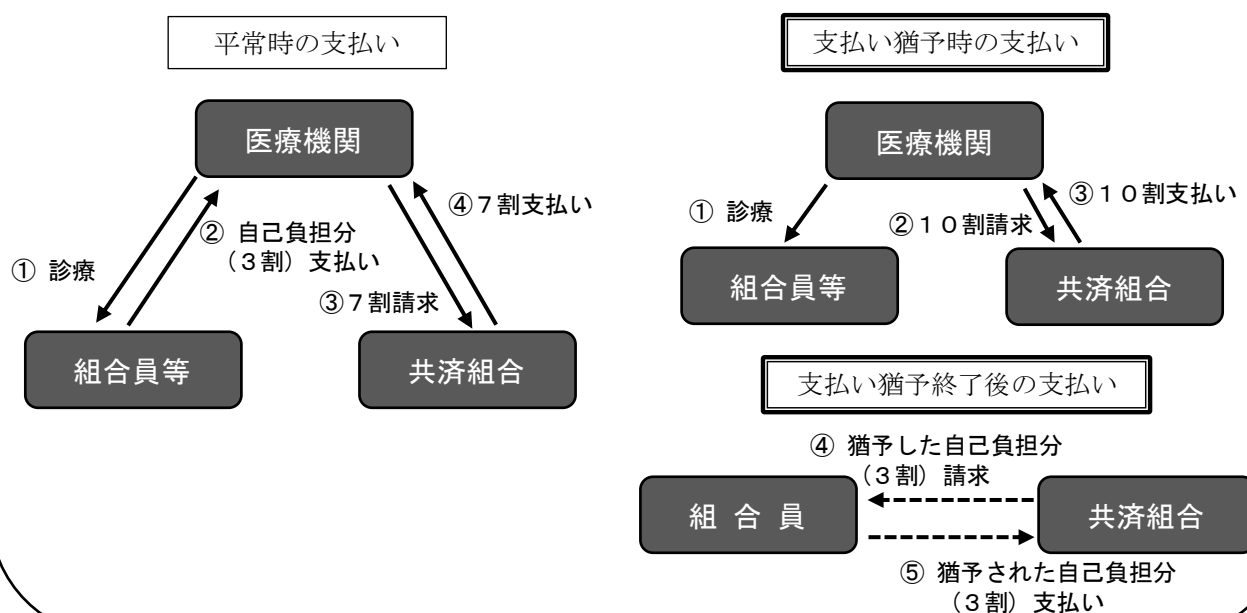 平常時の支払い
医療機関
① 診療
② 自己負担分
（３割）支払い
③７割請求
④７割支払い
組合員等
共済組合
支払い猶予時の支払い
医療機関
① 診療
②１０割請求
③１０割支払い
組合員等
共済組合
支払い猶予終了後の支払い
④ 猶予した自己負担分
（３割）請求
組 合 員
共済組合
⑤ 猶予された自己負担分
（３割）支払い